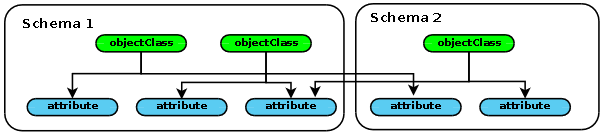 Schema 1
Schema 2
objectClass
objectClass
objectClass
attribute
attribute
attribute
attribute
attribute